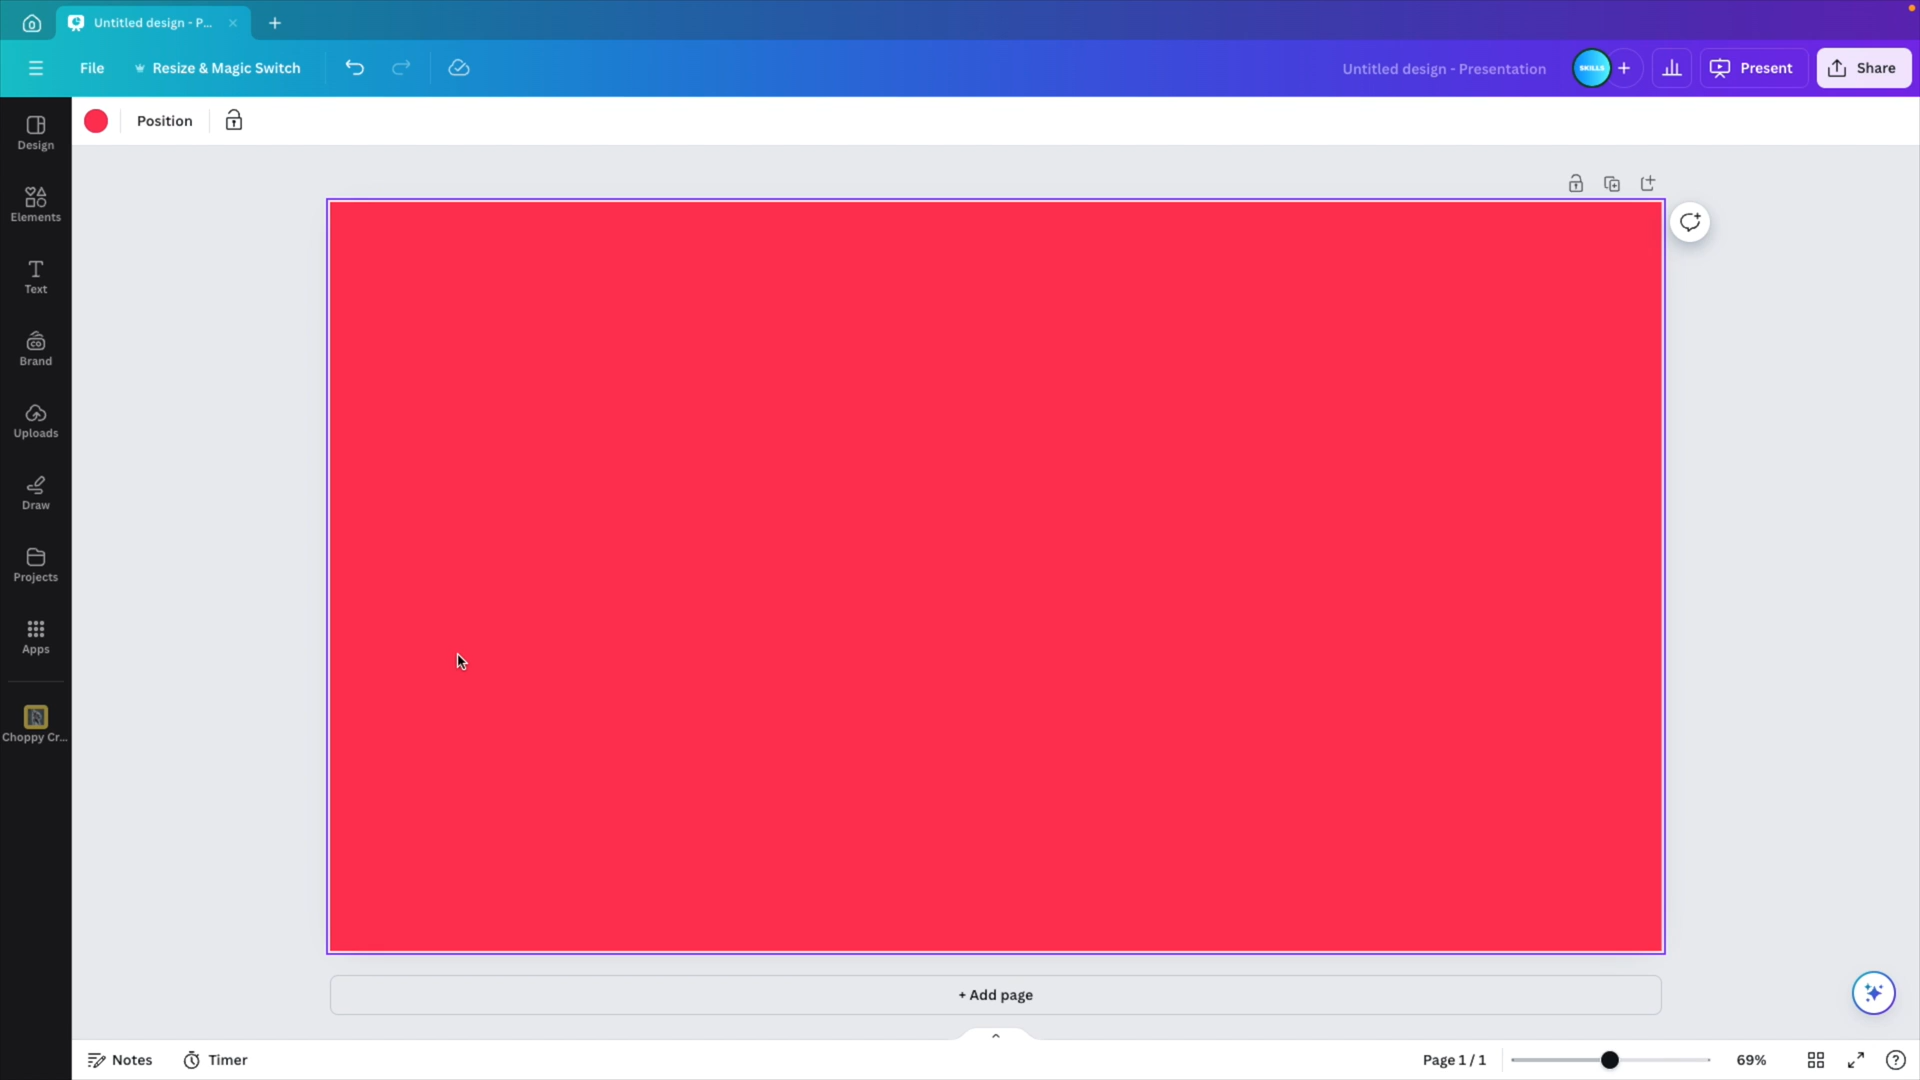 Untitled design - P...
File
Resize & Magic Switch
Untitled design - Presentation
SKILLS
Present
Share
Position
Design
Elements
Text
Brand
Uploads
Draw
Projects
Apps
Choppy Cr...
+ Add page
Notes
Timer
Page 1 / 1
69%